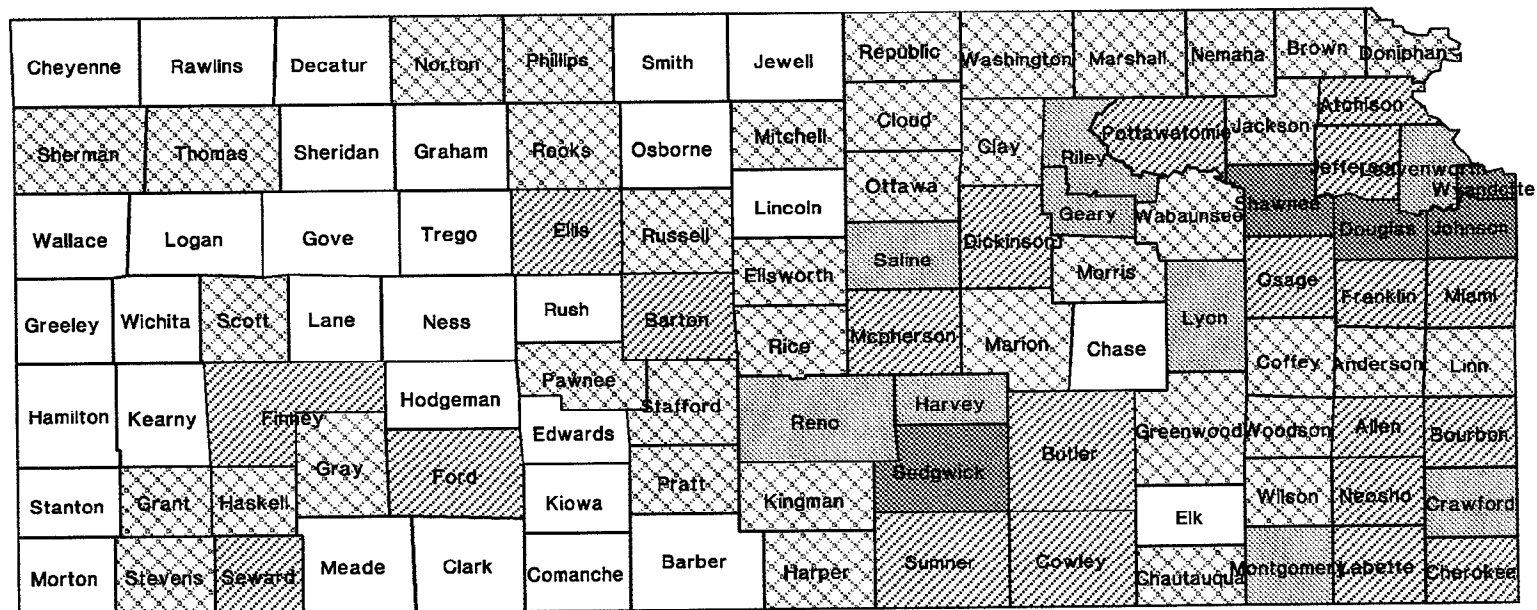 Cheyenne
Rawlins
Decatur
Norton
Phillips
Smith
Jewell
Republic
Washington
Marshall
Nemaha
Brown
Doniphan
Sherman
Thomas
Sheridan
Graham
Rooks
Osborne
Mitchell
Cloud
Clay
Riley
Pottawatomie
Jackson
Atchison
Jefferson
Leavenworth
Wyandotte
Wallace
Logan
Gove
Trego
Ellis
Russell
Lincoln
Ottawa
Geary
Wabaunsee
Shawnee
Douglas
Johnson
Ellsworth
Saline
Dickinson
Morris
Osage
Franklin
Miami
Greeley
Wichita
Scott
Lane
Ness
Rush
Barton
Rice
Mcpherson
Marion
Chase
Lyon
Coffey
Anderson
Linn
Hamilton
Kearny
Finney
Hodgeman
Pawnee
Stafford
Edwards
Reno
Harvey
Butler
Greenwood
Woodson
Allen
Bourbon
Gray
Ford
Sedgwick
Stanton
Grant
Haskell
Kiowa
Pratt
Kingman
Elk
Wilson
Neosho
Crawford
Morton
Stevens
Seward
Meade
Clark
Comanche
Barber
Harper
Sumner
Cowley
Chautauqua
Montgomery
Labette
Cherokee